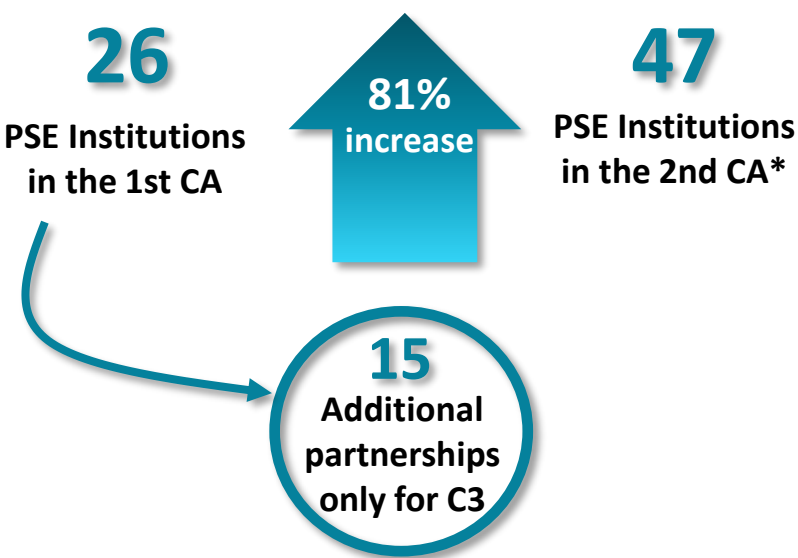 26
PSE Institutions
in the 1st CA
81%
increase
47
PSE Institutions
in the 2nd CA*
15
Additional
partnerships
only for C3